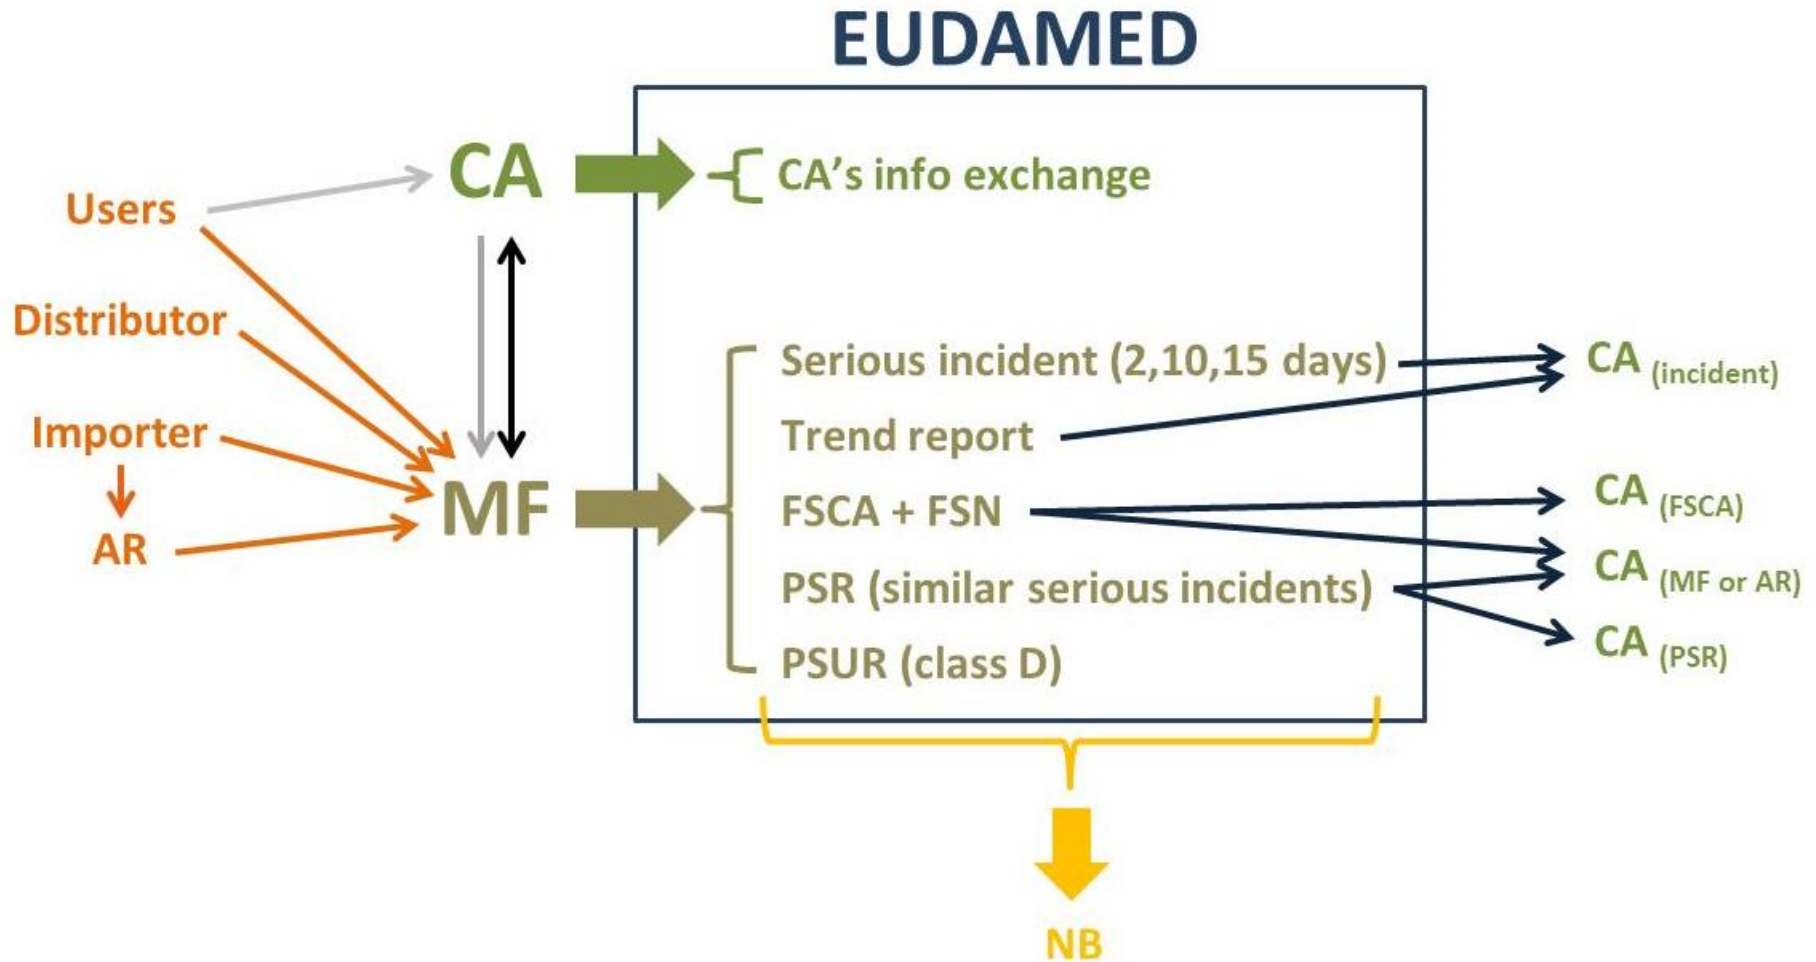 EUDAMED
CA
CA's info exchange
Users
Distributor
Importer
AR
MF
Serious incident (2,10,15 days)
Trend report
FSCA + FSN
PSR (similar serious incidents)
PSUR (class D)
CA (incident)
CA (FSCA)
CA (MF or AR)
CA (PSR)
NB